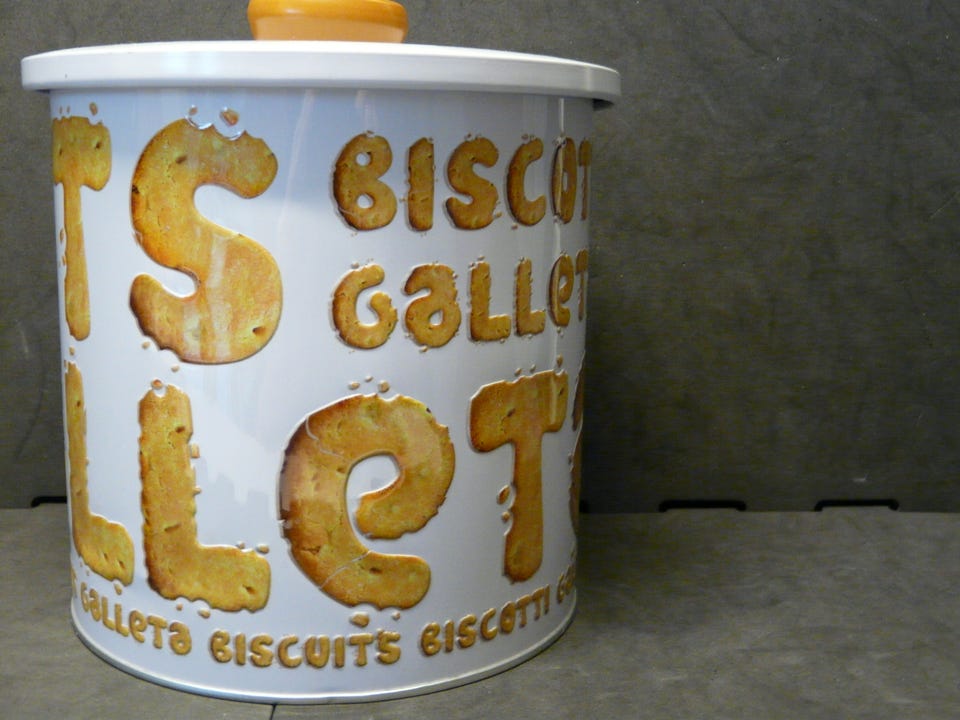 TS
BISCOT
GALLET
LLET
GALLETA BISCUITS BISCOTTI